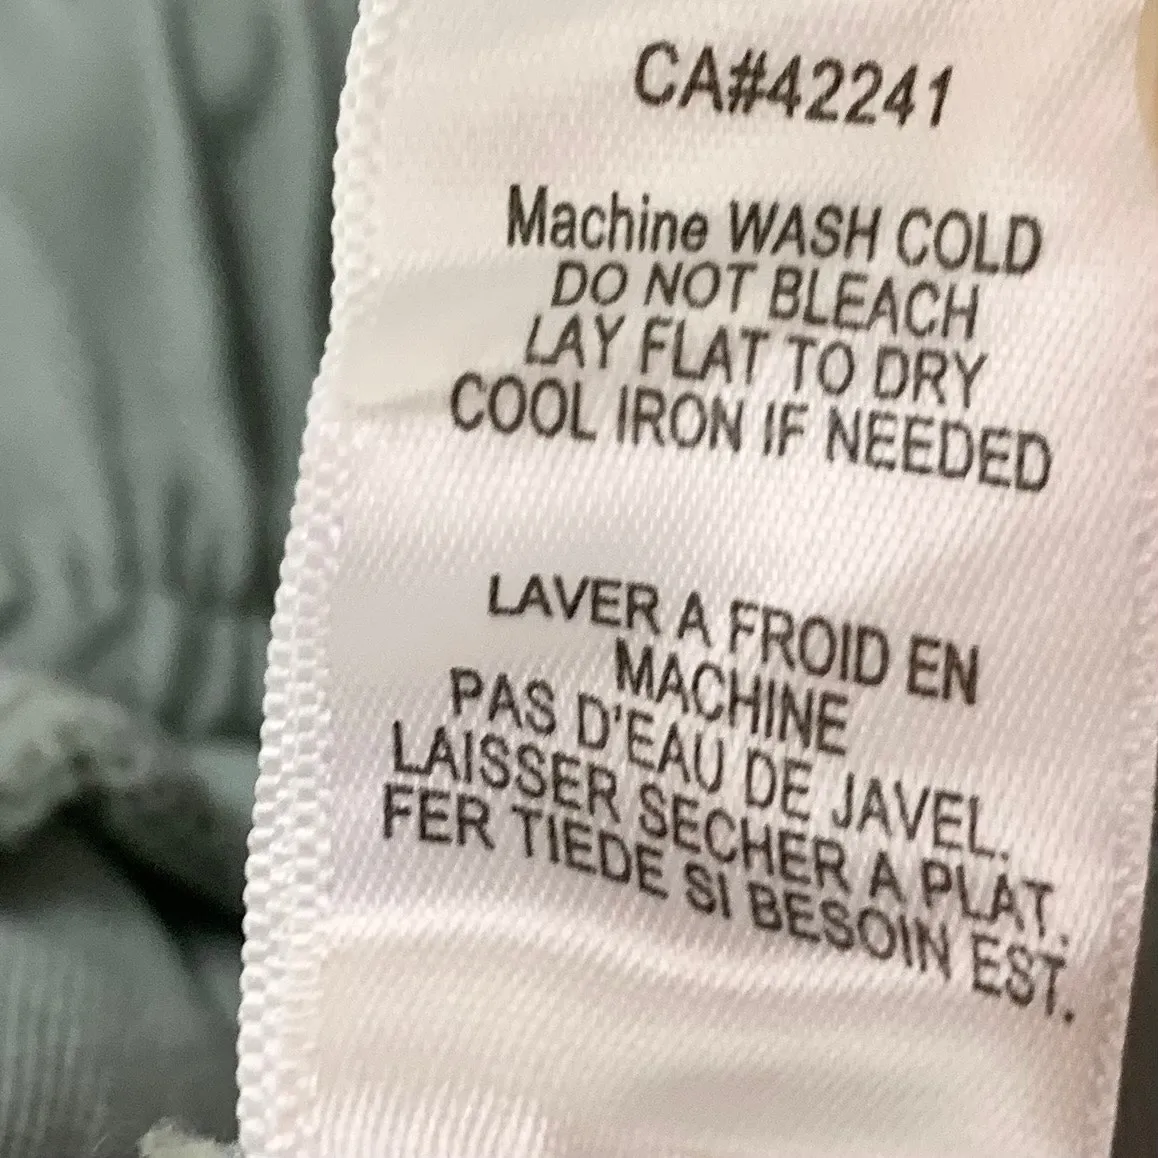 CA#42241
Machine WASH COLD
DO NOT BLEACH
LAY FLAT TO DRY
COOL IRON IF NEEDED
LAVER A FROID EN
MACHINE
PAS D'EAU DE JAVEL.
LAISSER SECHER A PLAT.
FER TIEDE SI BESOIN EST.